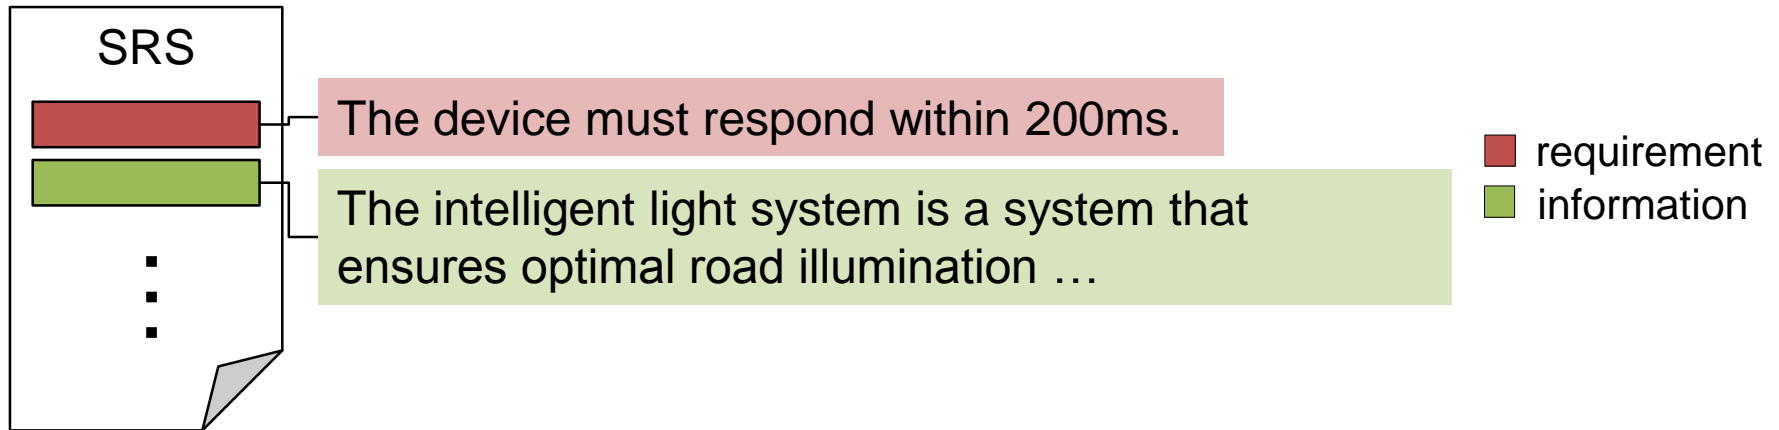 SRS
The device must respond within 200ms.
The intelligent light system is a system that
ensures optimal road illumination …
requirement
information